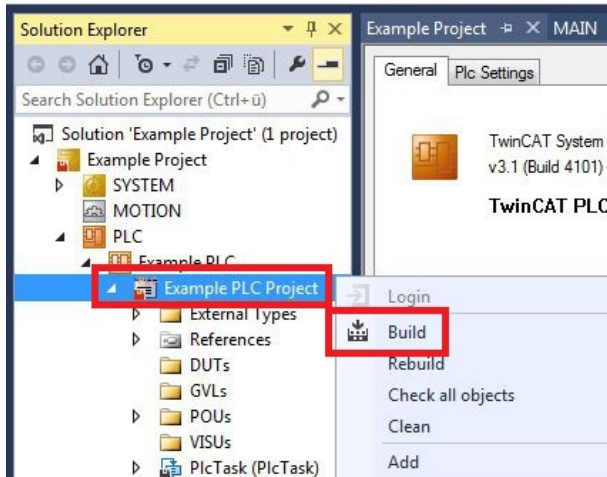 Solution Explorer
Example Project MAIN
General Plc Settings
Search Solution Explorer (Ctrl+ü)
TwinCAT System
v3.1 (Build 4101)
TwinCAT PLC
Solution 'Example Project' (1 project)
Example Project
SYSTEM
MOTION
PLC
Example PLC
Example PLC Project
External Types
References
DUTs
GVLs
POUs
VISUs
PlcTask (PlcTask)
Login
Build
Rebuild
Check all objects
Clean
Add